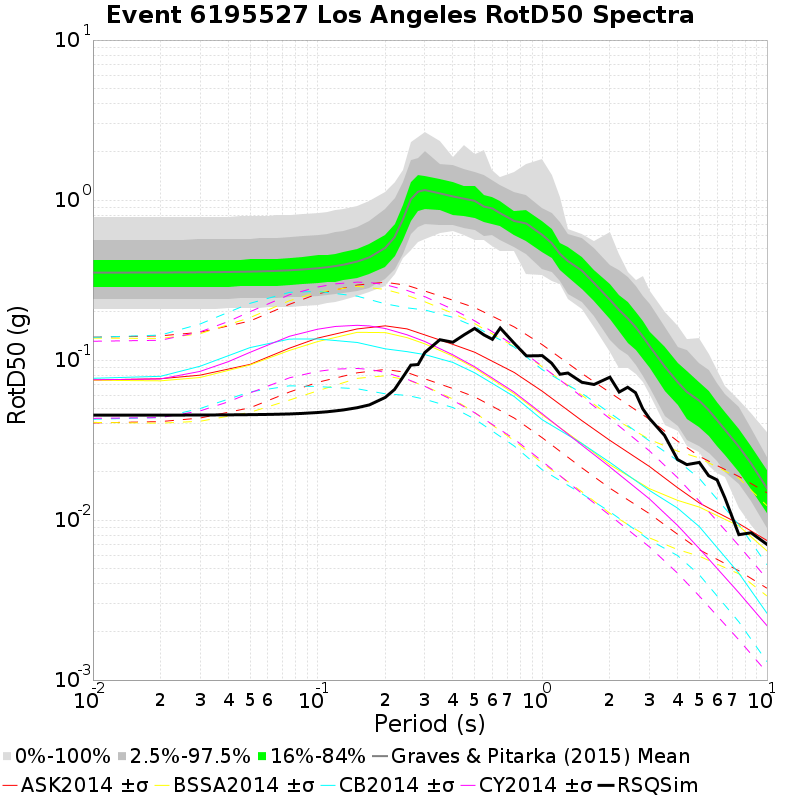 Event 6195527 Los Angeles RotD50 Spectra
10^1
10^0
10^-1
10^-2
10^-3
RotD50 (g)
10^-2 2 3 4 5 6 10^-1 2 3 4 5 6 7 10^0 2 3 4 5 6 7 10^1
Period (s)
0%-100% 2.5%-97.5% 16%-84% Graves & Pitarka (2015) Mean
ASK2014 ±σ BSSA2014 ±σ CB2014 ±σ CY2014 ±σ RSQSim